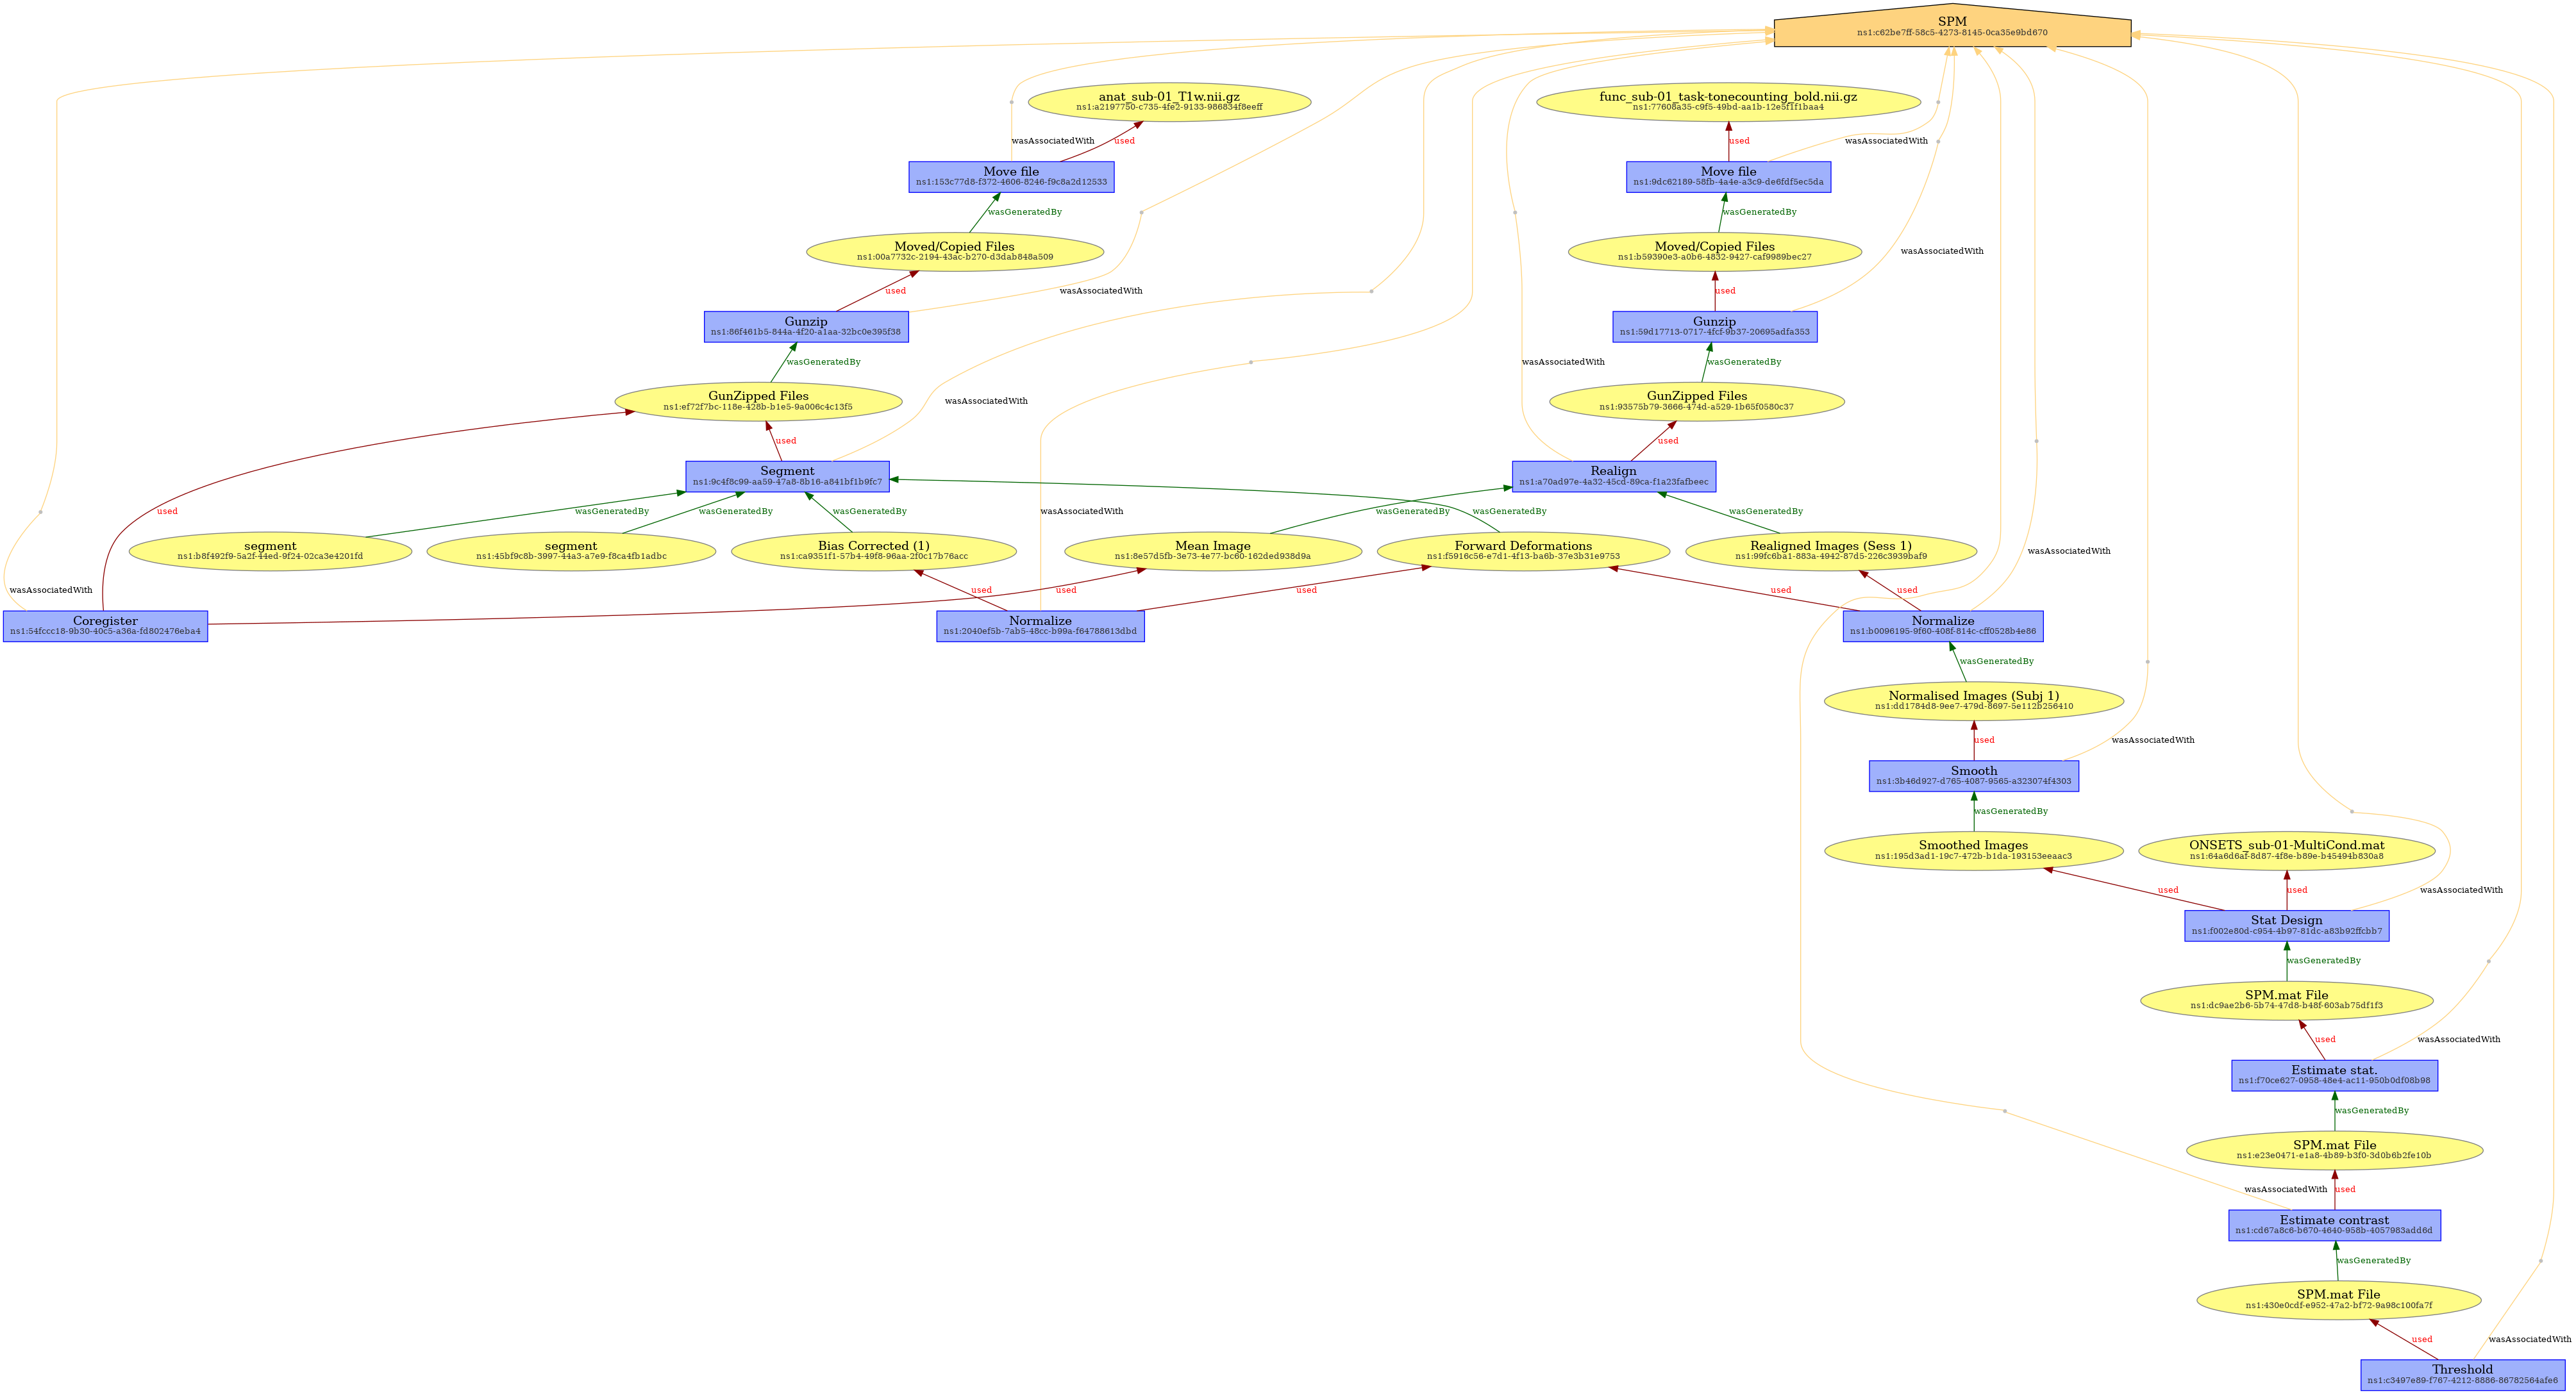 SPM
ns1:c62be7ff-58c5-4273-8145-0ca35e9bd670
anat_sub-01_T1w.nii.gz
ns1:a2197750-c735-4fe2-9133-986834f8eeff
func_sub-01_task-tonecounting_bold.nii.gz
ns1:77608a35-c9f5-49bd-aa1b-12e5f1f1baa4
wasAssociatedWith
used
used
wasAssociatedWith
Move file
ns1:153c77d8-f372-4606-8246-f9c8a2d12533
Move file
ns1:9dc62189-58fb-4a4e-a3c9-de6fdf5ec5da
wasGeneratedBy
wasGeneratedBy
Moved/Copied Files
ns1:00a7732c-2194-43ac-b270-d3dab848a509
Moved/Copied Files
ns1:b59390e3-a0b6-4832-9427-caf9989bec27
wasAssociatedWith
used
wasAssociatedWith
used
Gunzip
ns1:86f461b5-844a-4f20-a1aa-32bc0e395f38
Gunzip
ns1:59d17713-0717-4fcf-9b37-20695adfa353
wasGeneratedBy
wasAssociatedWith
wasGeneratedBy
GunZipped Files
ns1:ef72f7bc-118e-428b-b1e5-9a006c4c13f5
wasAssociatedWith
GunZipped Files
ns1:93575b79-3666-474d-a529-1b65f0580c37
used
used
Segment
ns1:9c4f8c99-aa59-47a8-8b16-a841bf1b9fc7
Realign
ns1:a70ad97e-4a32-45cd-89ca-f1a23fafbeec
used
wasGeneratedBy
wasGeneratedBy
wasGeneratedBy
wasAssociatedWith
wasGeneratedBy
wasGeneratedBy
wasGeneratedBy
segment
ns1:b8f492f9-5a2f-44ed-9f24-02ca3e4201fd
segment
ns1:45bf9c8b-3997-44a3-a7e9-f8ca4fb1adbc
Bias Corrected (1)
ns1:ca9351f1-57b4-49f8-96aa-2f0c17b76acc
Mean Image
ns1:8e57d5fb-3e73-4e77-bc60-162ded938d9a
Forward Deformations
ns1:f5916c56-e7d1-4f13-ba6b-37e3b31e9753
Realigned Images (Sess 1)
ns1:99fc6ba1-883a-4942-87d5-226c3939baf9
wasAssociatedWith
wasAssociatedWith
used
used
used
used
used
Coregister
ns1:54fccc18-9b30-40c5-a36a-fd802476eba4
Normalize
ns1:2040ef5b-7ab5-48cc-b99a-f64788613dbd
Normalize
ns1:b0096195-9f60-408f-814c-cff0528b4e86
wasGeneratedBy
Normalised Images (Subj 1)
ns1:dd1784d8-9ee7-479d-8697-5e112b256410
used
wasAssociatedWith
Smooth
ns1:3b46d927-d765-4087-9565-a323074f4303
wasGeneratedBy
Smoothed Images
ns1:195d3ad1-19c7-472b-b1da-193153eeaac3
ONSETS_sub-01-MultiCond.mat
ns1:64a6d6af-8d87-4f8e-b89e-b45494b830a8
used
used
wasAssociatedWith
Stat Design
ns1:f002e80d-c954-4b97-81dc-a83b92ffcbb7
wasGeneratedBy
SPM.mat File
ns1:dc9ae2b6-5b74-47d8-b48f-603ab75df1f3
used
wasAssociatedWith
Estimate stat.
ns1:f70ce627-0958-48e4-ac11-950b0df08b98
wasGeneratedBy
SPM.mat File
ns1:e23e0471-e1a8-4b89-b3f0-3d0b6b2fe10b
wasAssociatedWith
used
Estimate contrast
ns1:cd67a8c6-b670-4640-958b-4057983add6d
wasGeneratedBy
SPM.mat File
ns1:430e0cdf-e952-47a2-bf72-9a98c100fa7f
used
wasAssociatedWith
Threshold
ns1:c3497e89-f767-4212-8886-86782564afe6